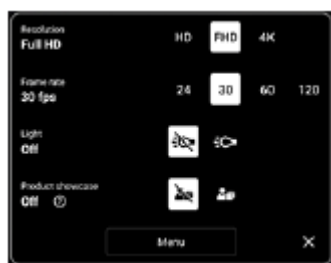 Resolution
Full HD
HD FHD 4K
Frame rate
30 fps
24 30 60 120
Light
Off
Product showcase
Off ?
Menu